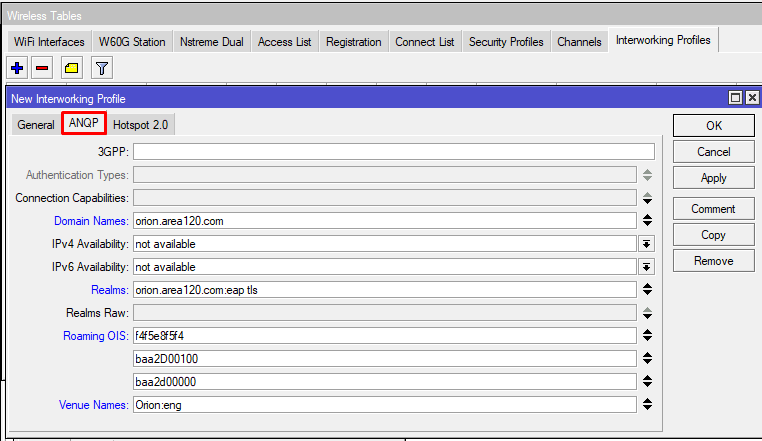 Wireless Tables
WiFi Interfaces W60G Station Nstreme Dual Access List Registration Connect List Security Profiles Channels Interworking Profiles
New Interworking Profile
General ANQP Hotspot 2.0
OK
3GPP:
Cancel
Authentication Types:
Apply
Connection Capabilities:
Comment
Domain Names: orion.area120.com
Copy
IPv4 Availability: not available
Remove
IPv6 Availability: not available
Realms: orion.area120.com:eap tls
Realms Raw:
Roaming OIS: f4f5e8f5f4
baa2D00100
baa2d00000
Venue Names: Orion:eng